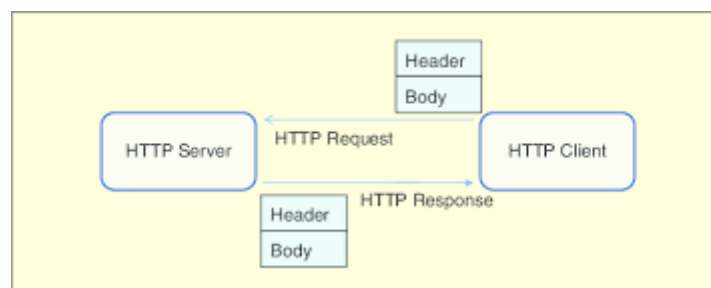 Header
Body
HTTP Request
HTTP Server
HTTP Client
HTTP Response
Header
Body